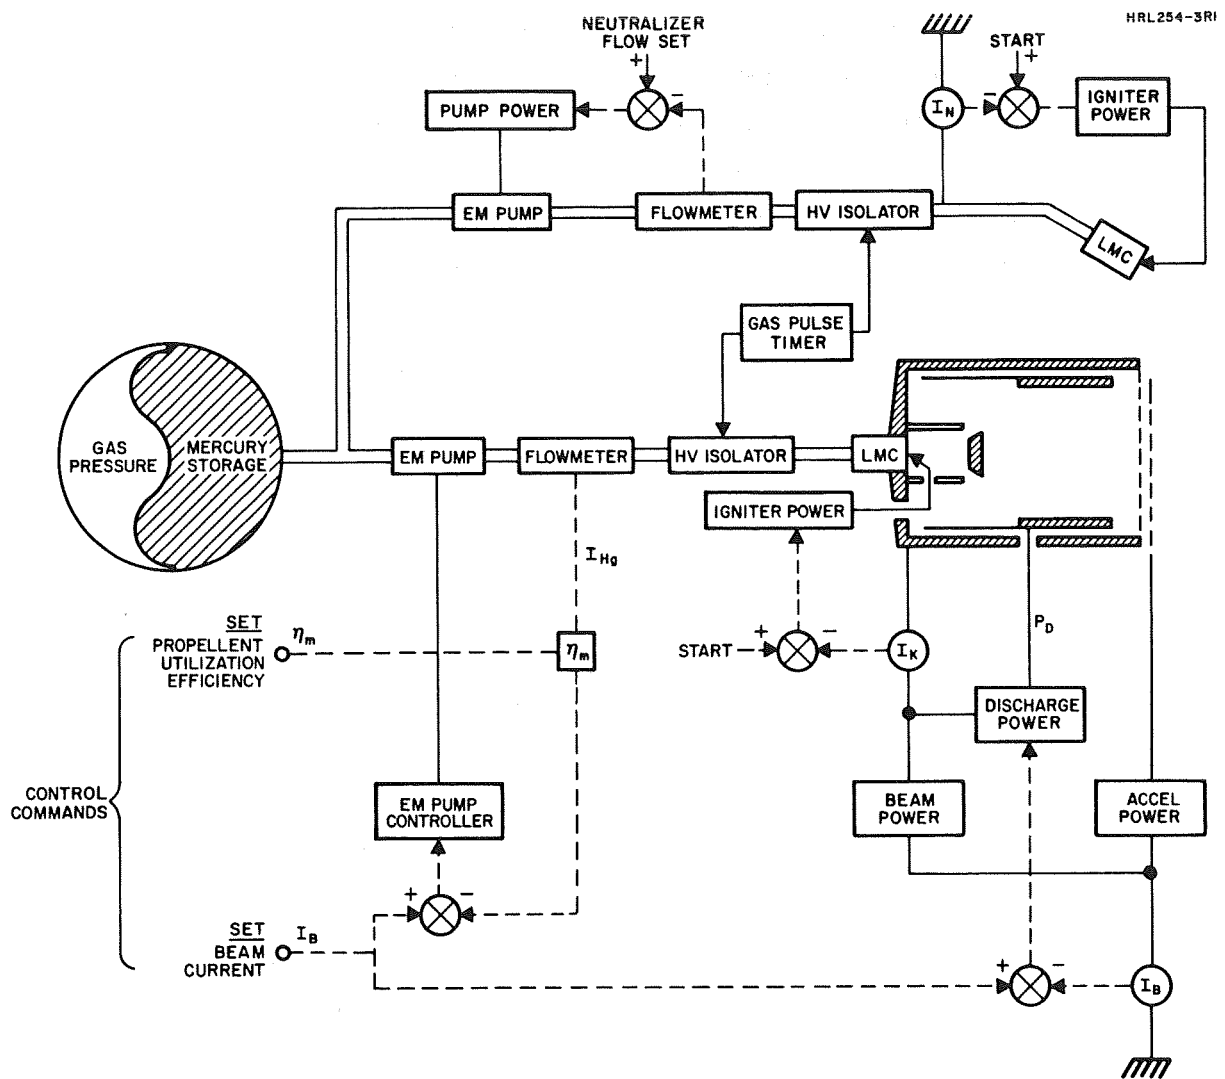 HRL254-3RI
NEUTRALIZER
FLOW SET
+
−
PUMP POWER
START
+
−
I_N
IGNITER
POWER
EM PUMP
FLOWMETER
HV ISOLATOR
LMC
GAS PULSE
TIMER
GAS
PRESSURE
MERCURY
STORAGE
EM PUMP
FLOWMETER
HV ISOLATOR
LMC
IGNITER POWER
I_Hg
SET
PROPELLENT
UTILIZATION
EFFICIENCY
η_m
η_m
START
+
−
I_K
P_D
DISCHARGE
POWER
CONTROL
COMMANDS
EM PUMP
CONTROLLER
BEAM
POWER
ACCEL
POWER
+
−
SET
BEAM
CURRENT
I_B
+
−
I_B